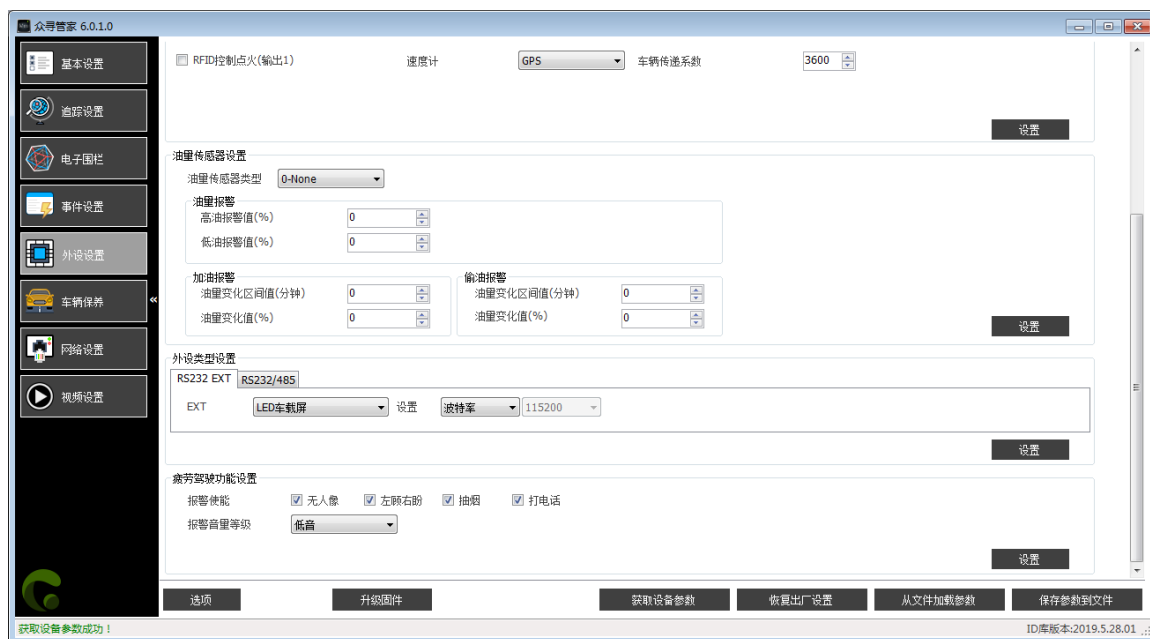 众寻管家 6.0.1.0
基本设置
追踪设置
电子围栏
事件设置
外设设置
车辆保养
«
网络设置
视频设置
RFID控制点火(输出1) 速度计 GPS 车辆传递系数 3600
设置
油量传感器设置
油量传感器类型 0-None
油量报警
高油报警值(%) 0
低油报警值(%) 0
加油报警 偷油报警
油量变化区间值(分钟) 0 油量变化区间值(分钟) 0
油量变化值(%) 0 油量变化值(%) 0
设置
外设类型设置
RS232 EXT RS232/485
EXT LED车载屏 设置 波特率 115200
设置
疲劳驾驶功能设置
报警使能 无人像 左顾右盼 抽烟 打电话
报警音量等级 低音
设置
选项 升级固件 获取设备参数 恢复出厂设置 从文件加载参数 保存参数到文件
获取设备参数成功！ ID库版本:2019.5.28.01